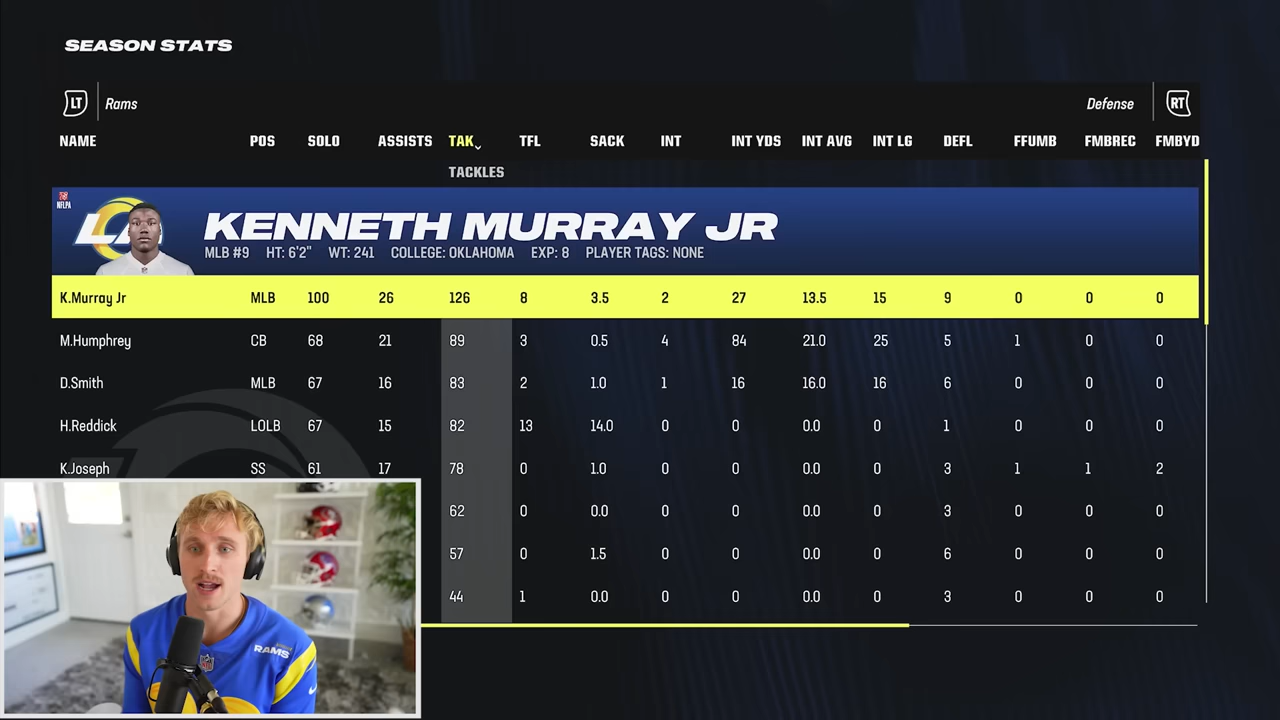 SEASON STATS
LT Rams Defense RT
NAME POS SOLO ASSISTS TAK TFL SACK INT INT YDS INT AVG INT LG DEFL FFUMB FMBREC FMBYD
TACKLES
NFLPA
LA
KENNETH MURRAY JR
MLB #9 HT: 6'2" WT: 241 COLLEGE: OKLAHOMA EXP: 8 PLAYER TAGS: NONE
K.Murray Jr MLB 100 26 126 8 3.5 2 27 13.5 15 9 0 0 0
M.Humphrey CB 68 21 89 3 0.5 4 84 21.0 25 5 1 0 0
D.Smith MLB 67 16 83 2 1.0 1 16 16.0 16 6 0 0 0
H.Reddick LOLB 67 15 82 13 14.0 0 0 0.0 0 1 0 0 0
K.Joseph SS 61 17 78 0 1.0 0 0 0.0 0 3 1 1 2
62 0 0.0 0 0 0.0 0 3 0 0 0
57 0 1.5 0 0 0.0 0 6 0 0 0
44 1 0.0 0 0 0.0 0 3 0 0 0
RAMS
NFL